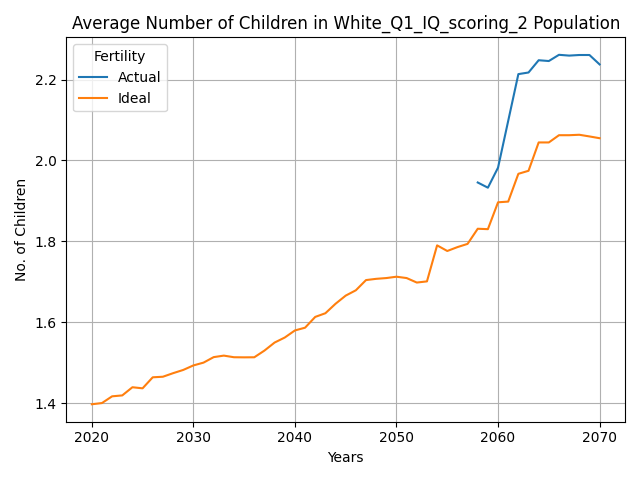 Average Number of Children in White_Q1_IQ_scoring_2 Population
Fertility
Actual
Ideal
No. of Children
2.2
2.0
1.8
1.6
1.4
2020
2030
2040
2050
2060
2070
Years